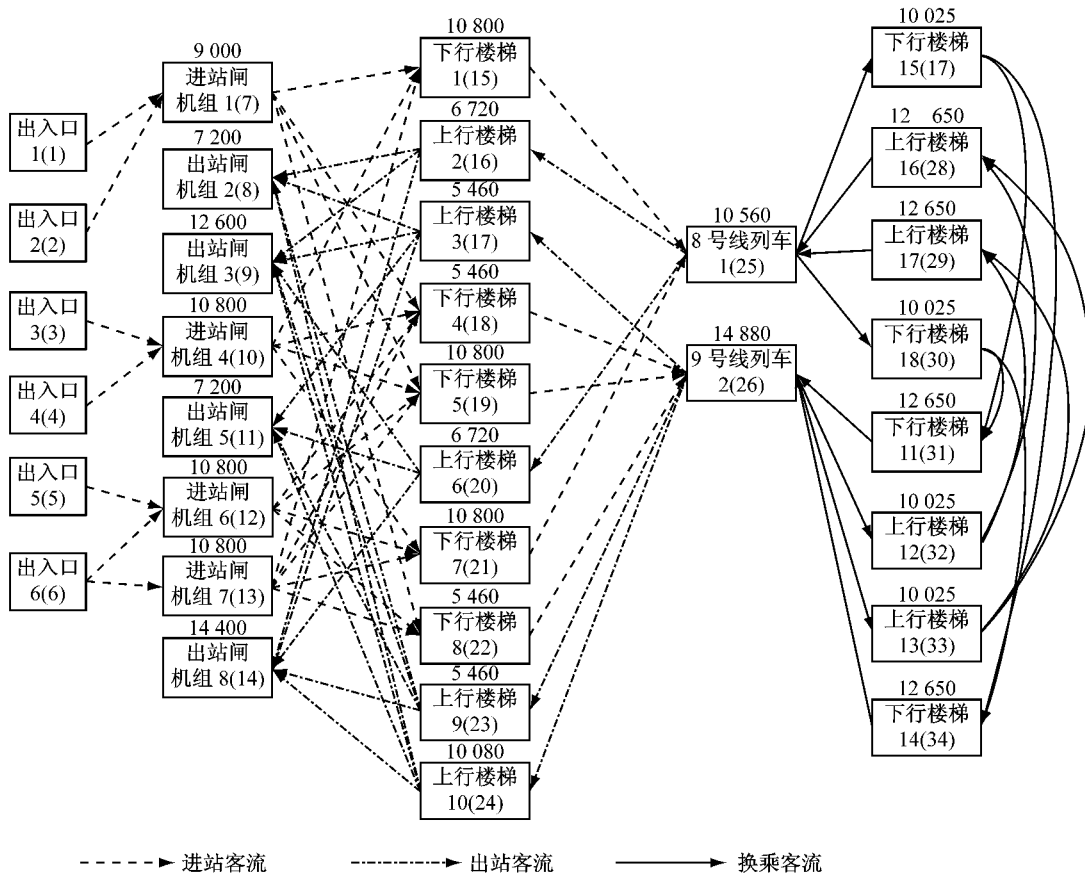 出入口
1(1)
出入口
2(2)
出入口
3(3)
出入口
4(4)
出入口
5(5)
出入口
6(6)
9 000
进站闸
机组 1(7)
7 200
出站闸
机组 2(8)
12 600
出站闸
机组 3(9)
10 800
进站闸
机组 4(10)
7 200
出站闸
机组 5(11)
10 800
进站闸
机组 6(12)
10 800
进站闸
机组 7(13)
14 400
出站闸
机组 8(14)
10 800
下行楼梯
1(15)
6 720
上行楼梯
2(16)
5 460
上行楼梯
3(17)
5 460
下行楼梯
4(18)
10 800
下行楼梯
5(19)
6 720
上行楼梯
6(20)
10 800
下行楼梯
7(21)
5 460
下行楼梯
8(22)
5 460
上行楼梯
9(23)
10 080
上行楼梯
10(24)
10 560
8 号线列车
1(25)
14 880
9 号线列车
2(26)
10 025
下行楼梯
15(17)
12 650
上行楼梯
16(28)
12 650
上行楼梯
17(29)
10 025
下行楼梯
18(30)
12 650
下行楼梯
11(31)
10 025
上行楼梯
12(32)
10 025
上行楼梯
13(33)
12 650
下行楼梯
14(34)
进站客流
出站客流
换乘客流